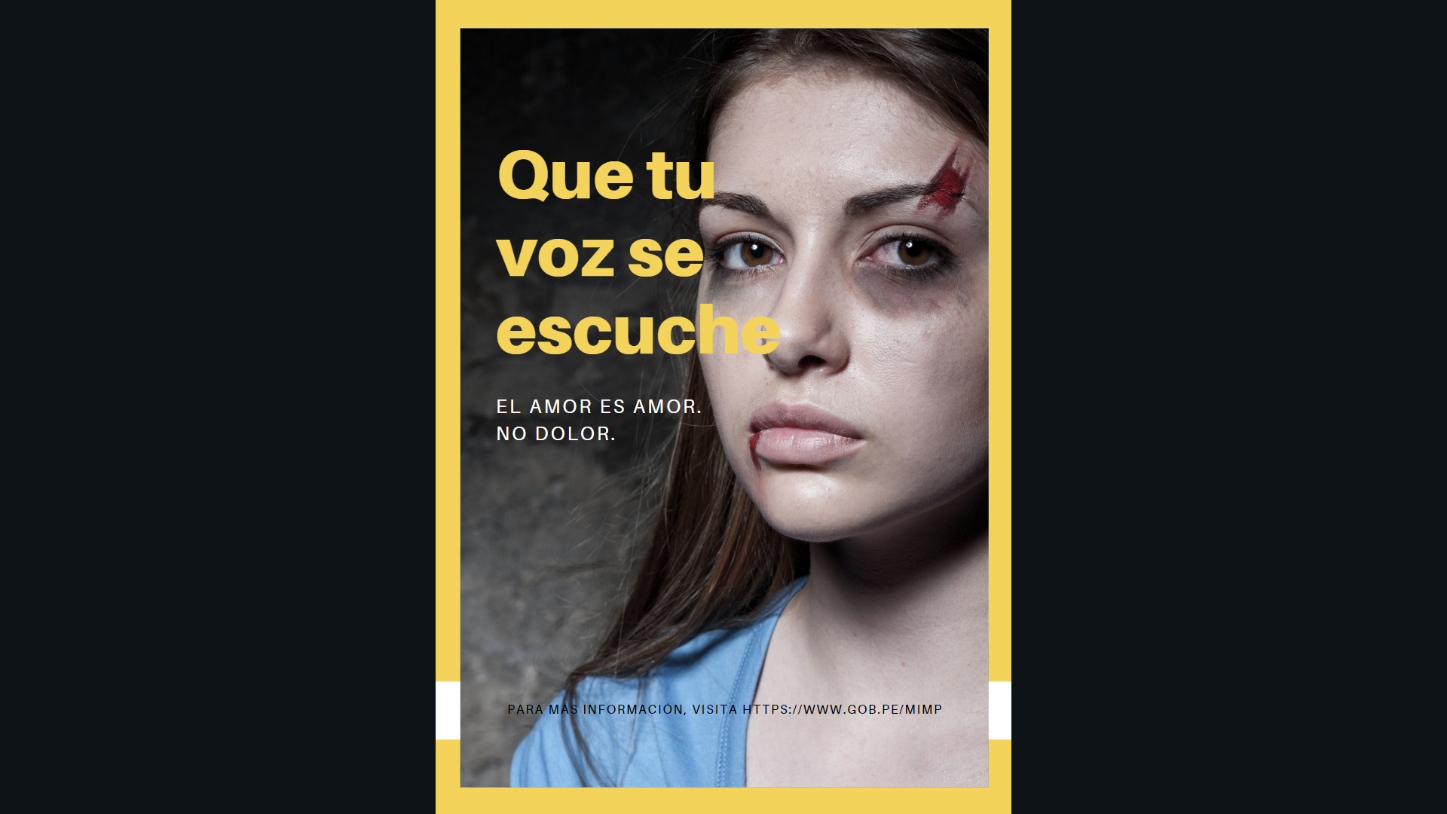 Que tu
voz se
escuche
EL AMOR ES AMOR.
NO DOLOR.
PARA MÁS INFORMACIÓN, VISITA HTTPS://WWW.GOB.PE/MIMP